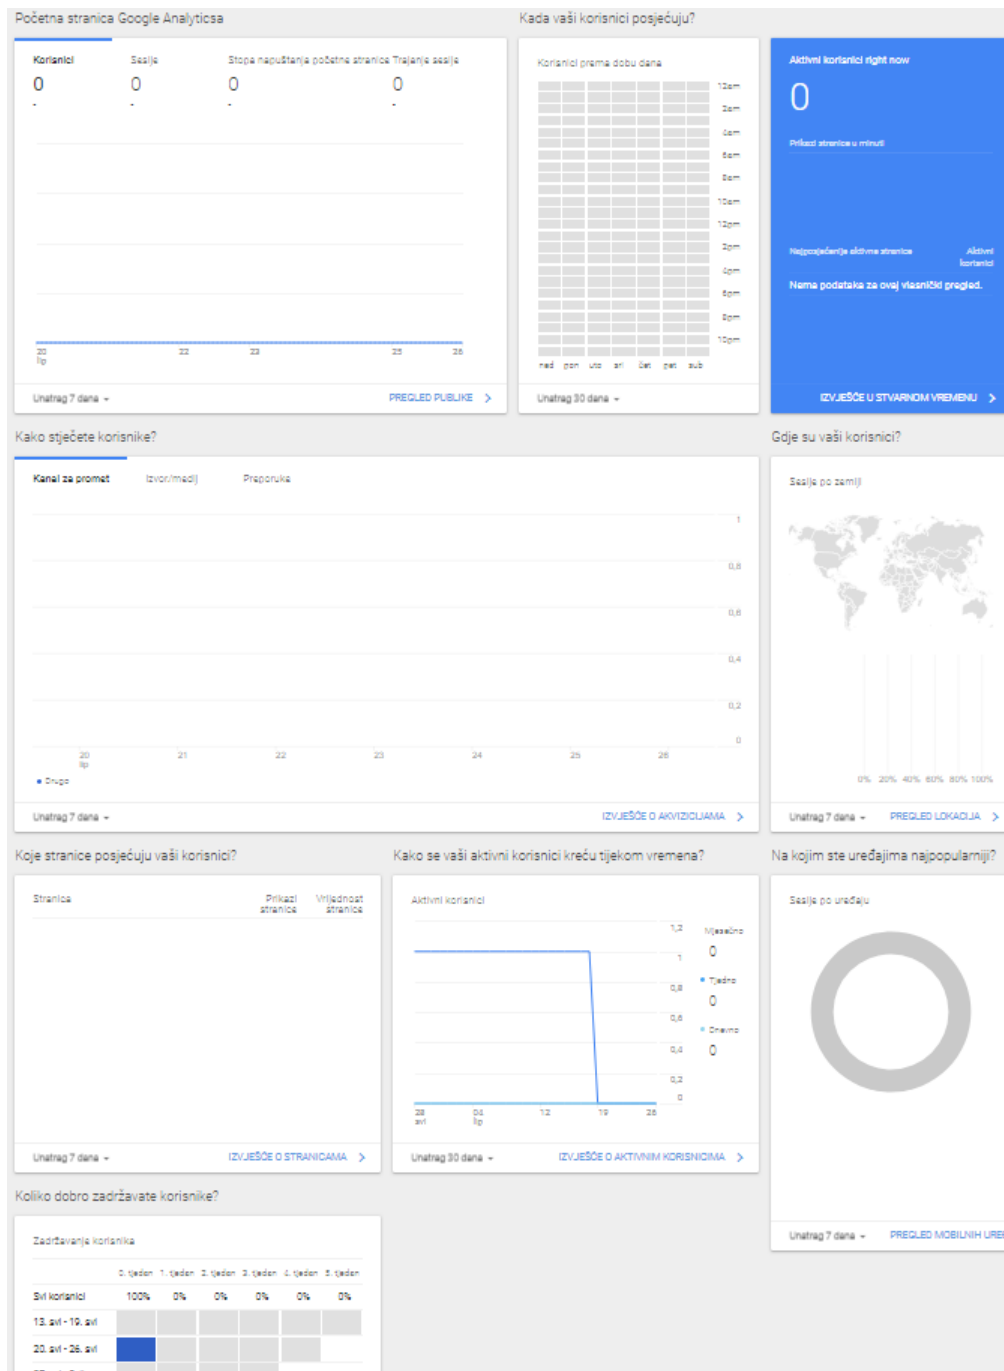 Početna stranica Google Analyticsa
Korisnici Sesije Stopa napuštanja početne stranice Trajanje sesije
0 0 0 0
- - - -
20 22 23 25 26
lip
Unatrag 7 dana
PREGLED PUBLIKE
Kada vaši korisnici posjećuju?
Korisnici prema dobu dana
12am
2am
4am
6am
8am
10am
12pm
2pm
4pm
6pm
8pm
10pm
ned pon uto sri čet pet sub
Unatrag 30 dana
Aktivni korisnici right now
0
Prikazi stranice u minuti
Najposjećenije aktivne stranice Aktivni
korisnici
Nema podataka za ovaj vlasnički pregled.
IZVJEŠĆE U STVARNOM VREMENU
Kako stječete korisnike?
Kanal za promet Izvor/medij Preporuke
1
0,8
0,6
0,4
0,2
0
20 21 22 23 24 25 26
lip
Drugo
Unatrag 7 dana
IZVJEŠĆE O AKVIZICIJAMA
Gdje su vaši korisnici?
Sesije po zemlji
0% 20% 40% 60% 80% 100%
Unatrag 7 dana
PREGLED LOKACIJA
Koje stranice posjećuju vaši korisnici?
Stranica Prikazi Vrijednost
stranice stranice
Unatrag 7 dana
IZVJEŠĆE O STRANICAMA
Kako se vaši aktivni korisnici kreću tijekom vremena?
Aktivni korisnici
1,2
1
0,8
0,6
0,4
0,2
0
28 04 12 19 26
svi lip
Mjesečno
0
Tjedno
0
Dnevno
0
Unatrag 30 dana
IZVJEŠĆE O AKTIVNIM KORISNICIMA
Na kojim ste uređajima najpopularniji?
Sesije po uređaju
Unatrag 7 dana
PREGLED MOBILNIH UREĐ
Koliko dobro zadržavate korisnike?
Zadržavanje korisnika
0. tjedan 1. tjedan 2. tjedan 3. tjedan 4. tjedan 5. tjedan
Svi korisnici 100% 0% 0% 0% 0% 0%
13. svi - 19. svi
20. svi - 26. svi